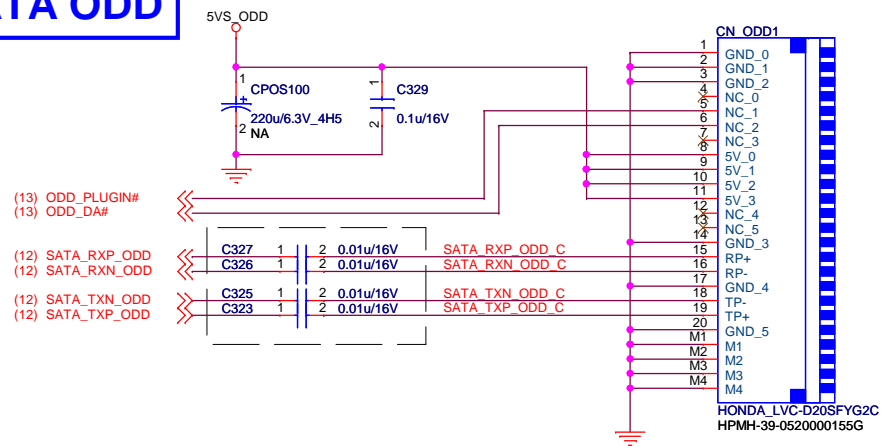 ATA ODD
5VS_ODD
CN_ODD1
1 GND_0
2 GND_1
3 GND_2
4 NC_0
5 NC_1
6 NC_2
7 NC_3
8 5V_0
9 5V_1
10 5V_2
11 5V_3
12 NC_4
13 NC_5
14 GND_3
15 RP+
16 RP-
17 GND_4
18 TP-
19 TP+
20 GND_5
M1 M1
M2 M2
M3 M3
M4 M4
HONDA_LVC-D20SFYG2C
HPMH-39-0520000155G
1 CPOS100
220u/6.3V_4H5
2 NA
1 C329
2 0.1u/16V
(13) ODD_PLUGIN#
(13) ODD_DA#
(12) SATA_RXP_ODD C327 1 2 0.01u/16V SATA_RXP_ODD_C
(12) SATA_RXN_ODD C326 1 2 0.01u/16V SATA_RXN_ODD_C
(12) SATA_TXN_ODD C325 1 2 0.01u/16V SATA_TXN_ODD_C
(12) SATA_TXP_ODD C323 1 2 0.01u/16V SATA_TXP_ODD_C